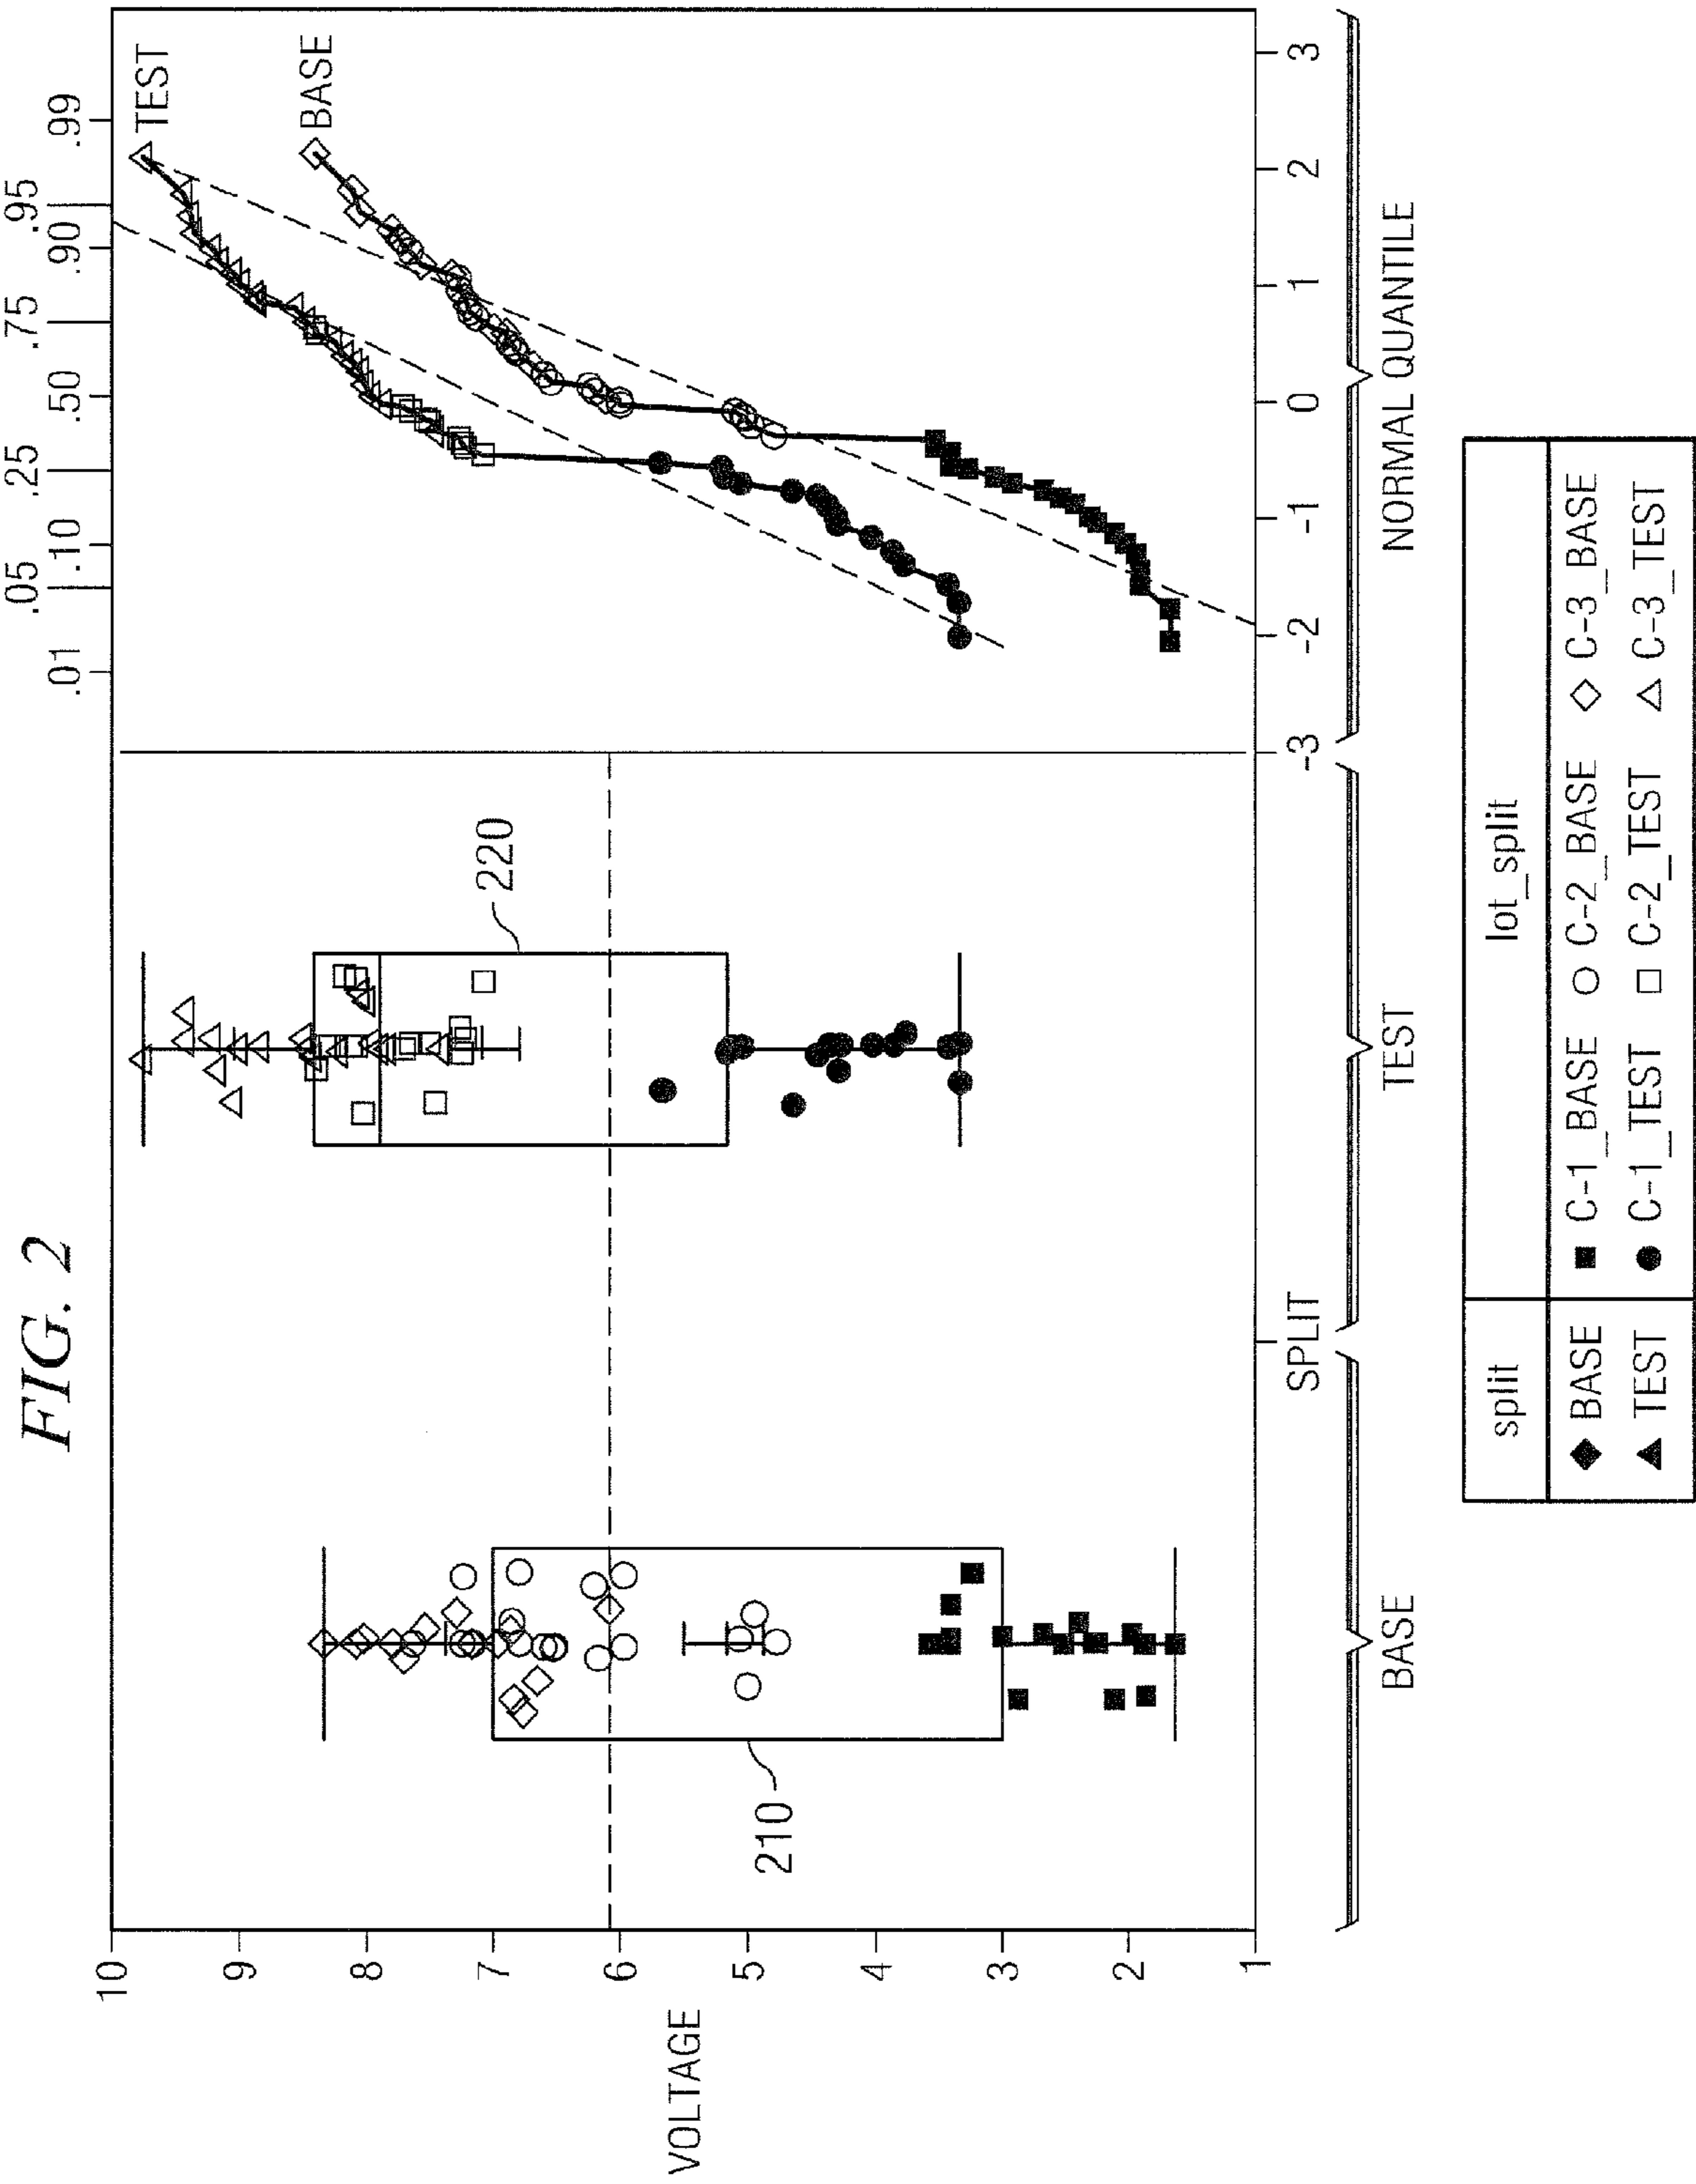 FIG. 2
.01 .05 .10 .25 .50 .75 .90 .95 .99
10
9
8
7
6
5
4
3
2
1
VOLTAGE
TEST
BASE
210
220
-3 -2 -1 0 1 2 3
SPLIT
BASE TEST NORMAL QUANTILE
split lot_split
BASE C-1_BASE C-2_BASE C-3_BASE
TEST C-1_TEST C-2_TEST C-3_TEST